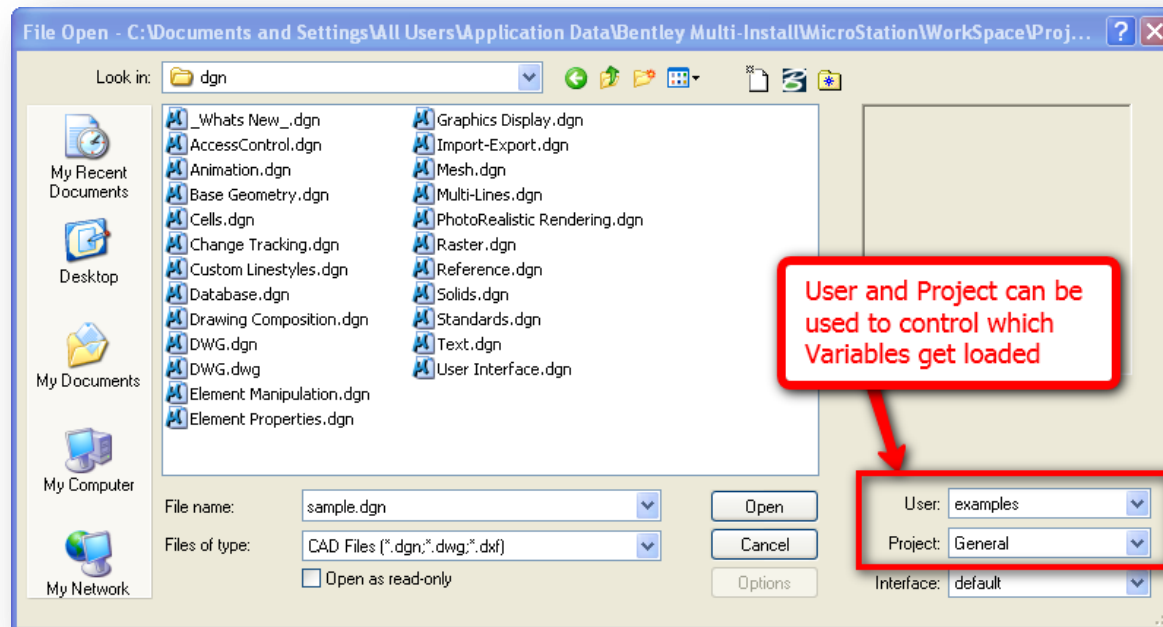 File Open - C:\Documents and Settings\All Users\Application Data\Bentley Multi-Install\MicroStation\WorkSpace\Proj...
Look in: dgn
My Recent Documents
Desktop
My Documents
My Computer
My Network
_Whats New_.dgn
AccessControl.dgn
Animation.dgn
Base Geometry.dgn
Cells.dgn
Change Tracking.dgn
Custom Linestyles.dgn
Database.dgn
Drawing Composition.dgn
DWG.dgn
DWG.dwg
Element Manipulation.dgn
Element Properties.dgn
Graphics Display.dgn
Import-Export.dgn
Mesh.dgn
Multi-Lines.dgn
PhotoRealistic Rendering.dgn
Raster.dgn
Reference.dgn
Solids.dgn
Standards.dgn
Text.dgn
User Interface.dgn
User and Project can be
used to control which
Variables get loaded
File name: sample.dgn
Open
User: examples
Files of type: CAD Files (*.dgn;*.dwg;*.dxf)
Cancel
Project: General
Open as read-only
Options
Interface: default